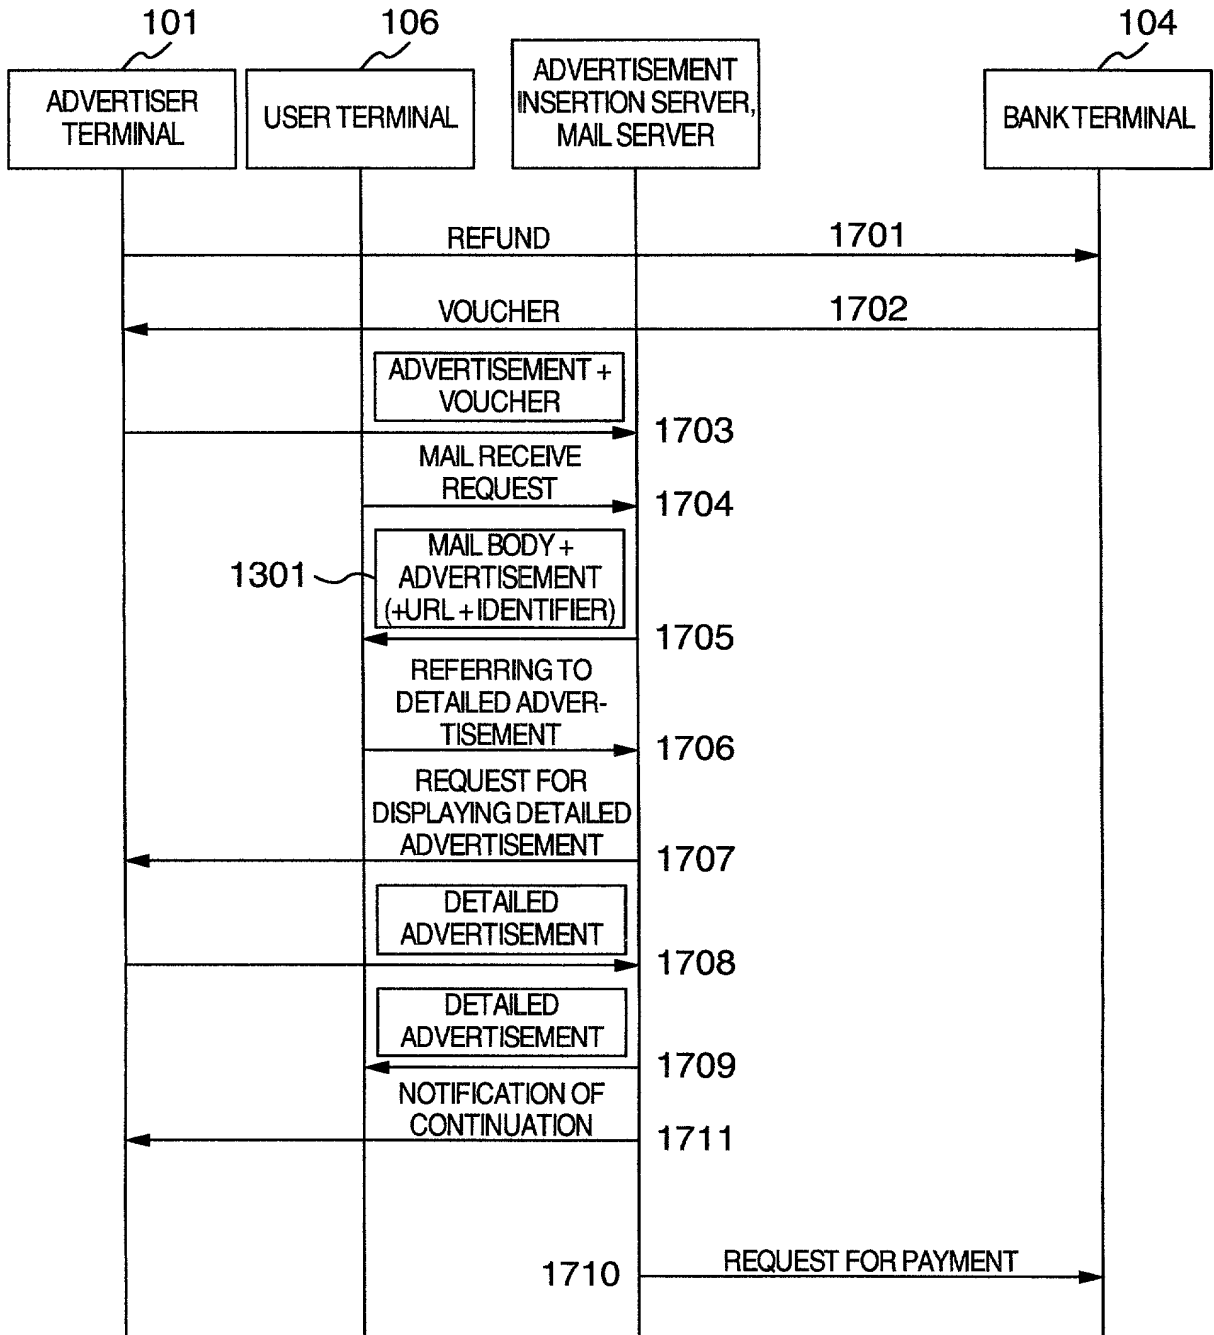 101
106
104
ADVERTISER
TERMINAL
USER TERMINAL
ADVERTISEMENT
INSERTION SERVER,
MAIL SERVER
BANK TERMINAL
REFUND
1701
VOUCHER
1702
ADVERTISEMENT +
VOUCHER
1703
MAIL RECEIVE
REQUEST
1704
MAIL BODY +
ADVERTISEMENT
(+URL + IDENTIFIER)
1301
1705
REFERRING TO
DETAILED ADVER-
TISEMENT
1706
REQUEST FOR
DISPLAYING DETAILED
ADVERTISEMENT
1707
DETAILED
ADVERTISEMENT
1708
DETAILED
ADVERTISEMENT
1709
NOTIFICATION OF
CONTINUATION
1711
1710
REQUEST FOR PAYMENT